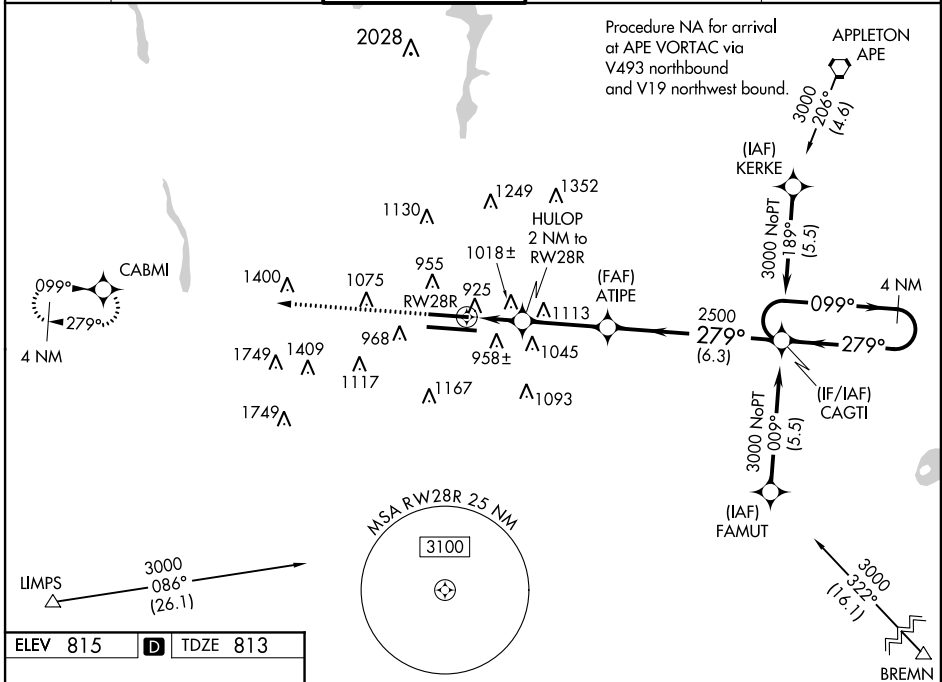 Procedure NA for arrival
at APE VORTAC via
V493 northbound
and V19 northwest bound.
2028
APPLETON
APE
3000
206°
(4.6)
(IAF)
KERKE
3000 NoPT
189°
(5.5)
1249
1352
1130
HULOP
2 NM to
RW28R
1018±
(FAF)
ATIPE
CABMI
099°
279°
4 NM
1400
1075
955
RW28R
925
1113
2500
279°
(6.3)
099°
4 NM
279°
968
958±
1045
1749
1409
1117
1167
1093
1749
(IF/IAF)
CAGTI
3000 NoPT
009°
(5.5)
(IAF)
FAMUT
MSA RW28R 25 NM
3100
LIMPS
3000
086°
(26.1)
3000
322°
(16.1)
BREMN
ELEV 815 D TDZE 813